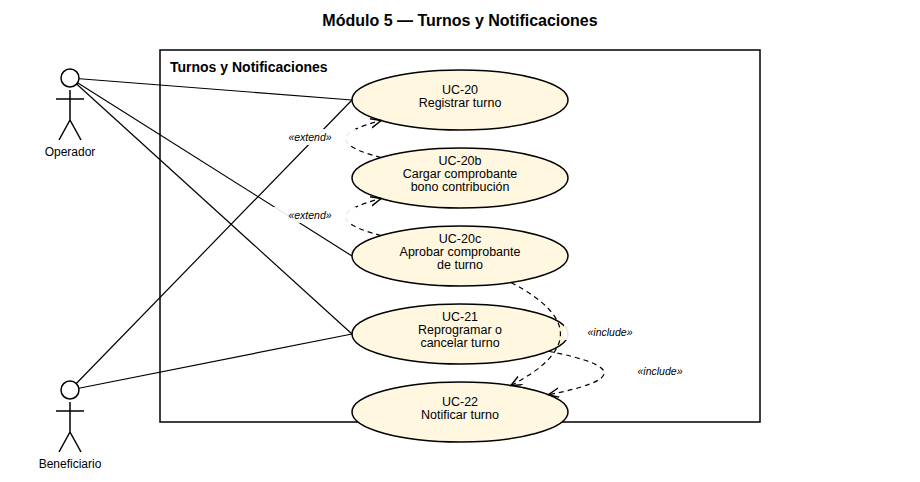 Módulo 5 — Turnos y Notificaciones
Turnos y Notificaciones
UC-20
Registrar turno
«extend»
Operador
UC-20b
Cargar comprobante
bono contribución
«extend»
UC-20c
Aprobar comprobante
de turno
UC-21
Reprogramar o
cancelar turno
«include»
«include»
UC-22
Notificar turno
Beneficiario